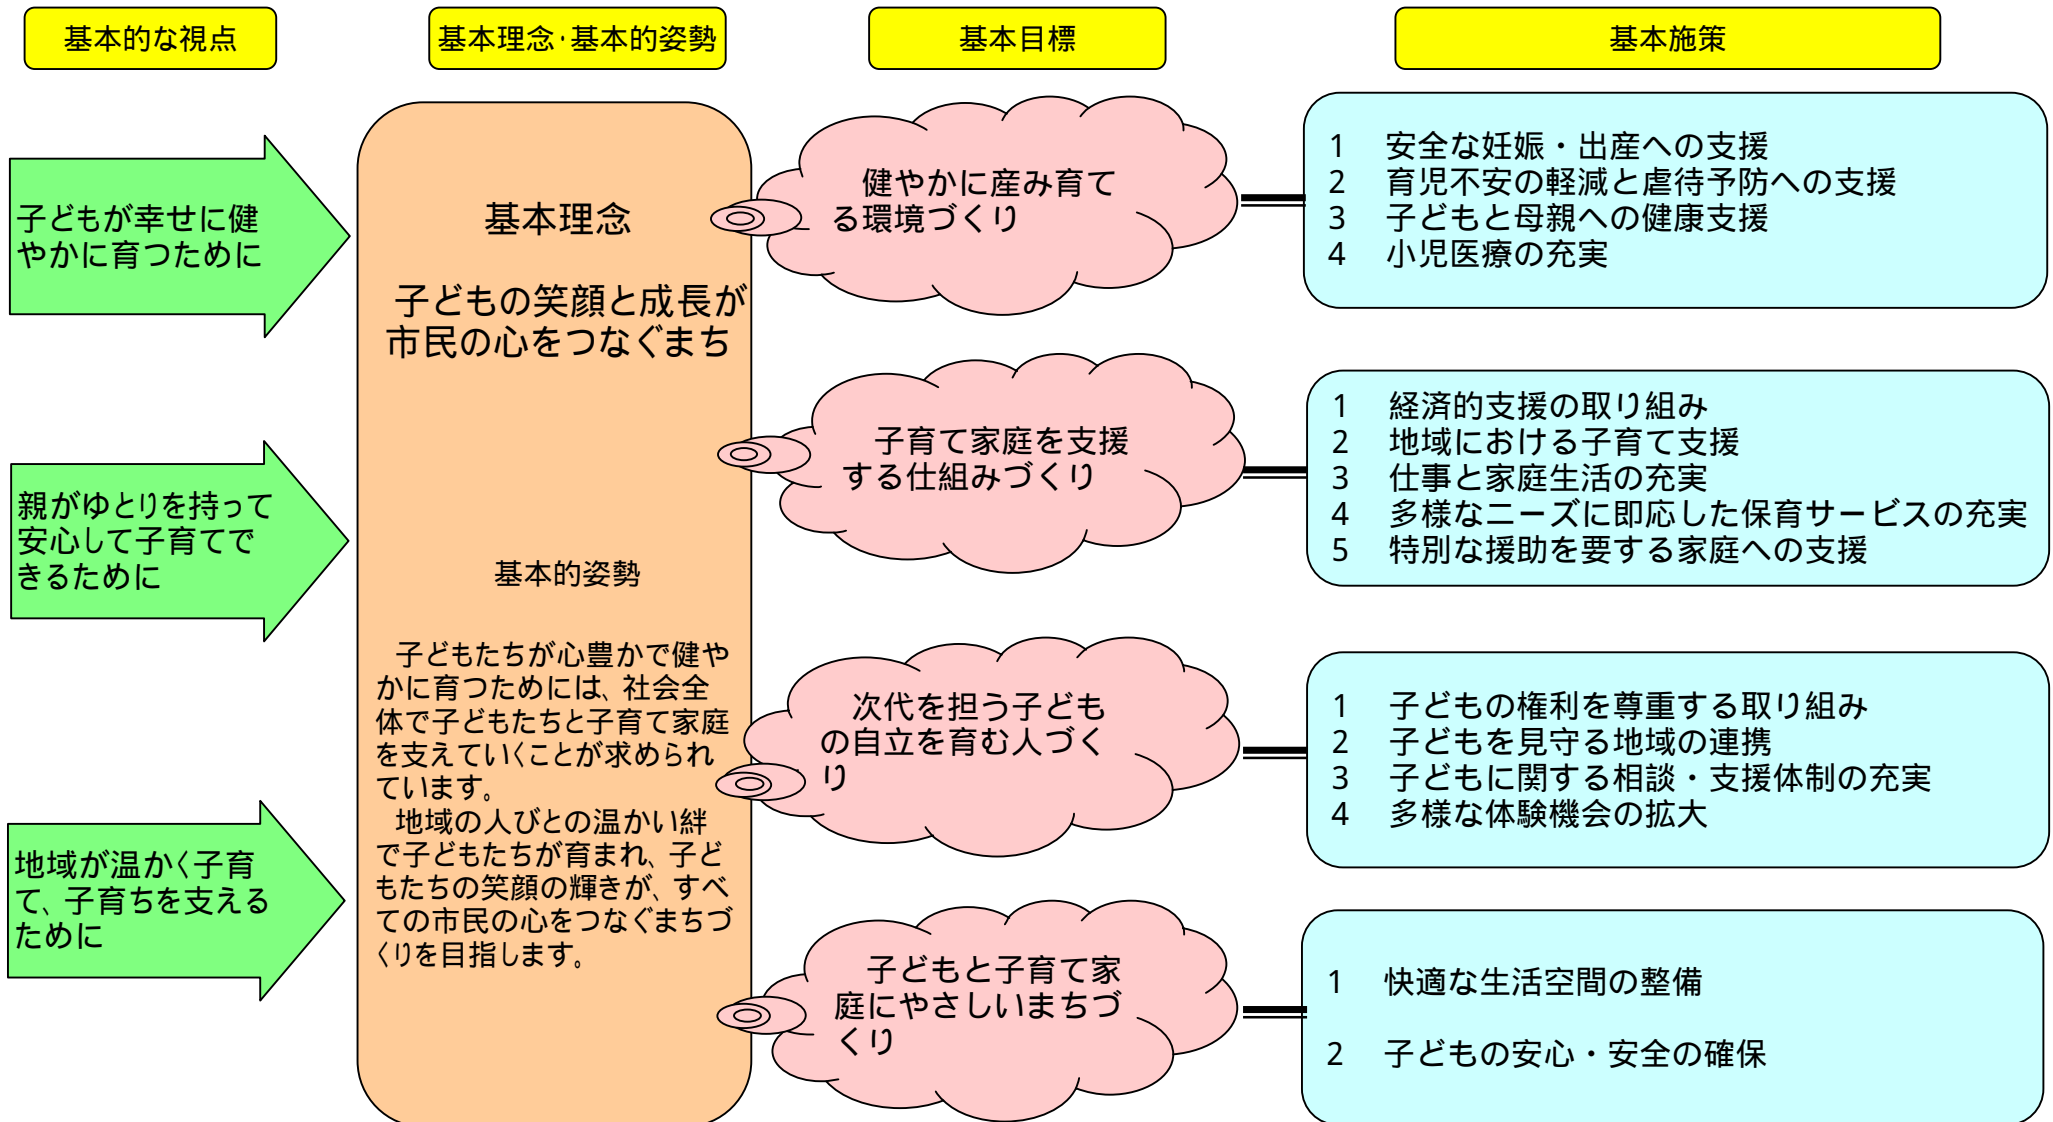 基本的な視点
基本理念・基本的姿勢
基本目標
基本施策
子どもが幸せに健
やかに育つために
親がゆとりを持って
安心して子育てで
きるために
地域が温かく子育
て、子育ちを支える
ために
基本理念
子どもの笑顔と成長が
市民の心をつなぐまち
基本的姿勢
子どもたちが心豊かで健や
かに育つためには、社会全
体で子どもたちと子育て家庭
を支えていくことが求められ
ています。
地域の人びとの温かい絆
で子どもたちが育まれ、子ど
もたちの笑顔の輝きが、すべ
ての市民の心をつなぐまちづ
くりを目指します。
健やかに産み育て
る環境づくり
1 安全な妊娠・出産への支援
2 育児不安の軽減と虐待予防への支援
3 子どもと母親への健康支援
4 小児医療の充実
子育て家庭を支援
する仕組みづくり
1 経済的支援の取り組み
2 地域における子育て支援
3 仕事と家庭生活の充実
4 多様なニーズに即応した保育サービスの充実
5 特別な援助を要する家庭への支援
次代を担う子ども
の自立を育む人づく
り
1 子どもの権利を尊重する取り組み
2 子どもを見守る地域の連携
3 子どもに関する相談・支援体制の充実
4 多様な体験機会の拡大
子どもと子育て家
庭にやさしいまちづ
くり
1 快適な生活空間の整備
2 子どもの安心・安全の確保